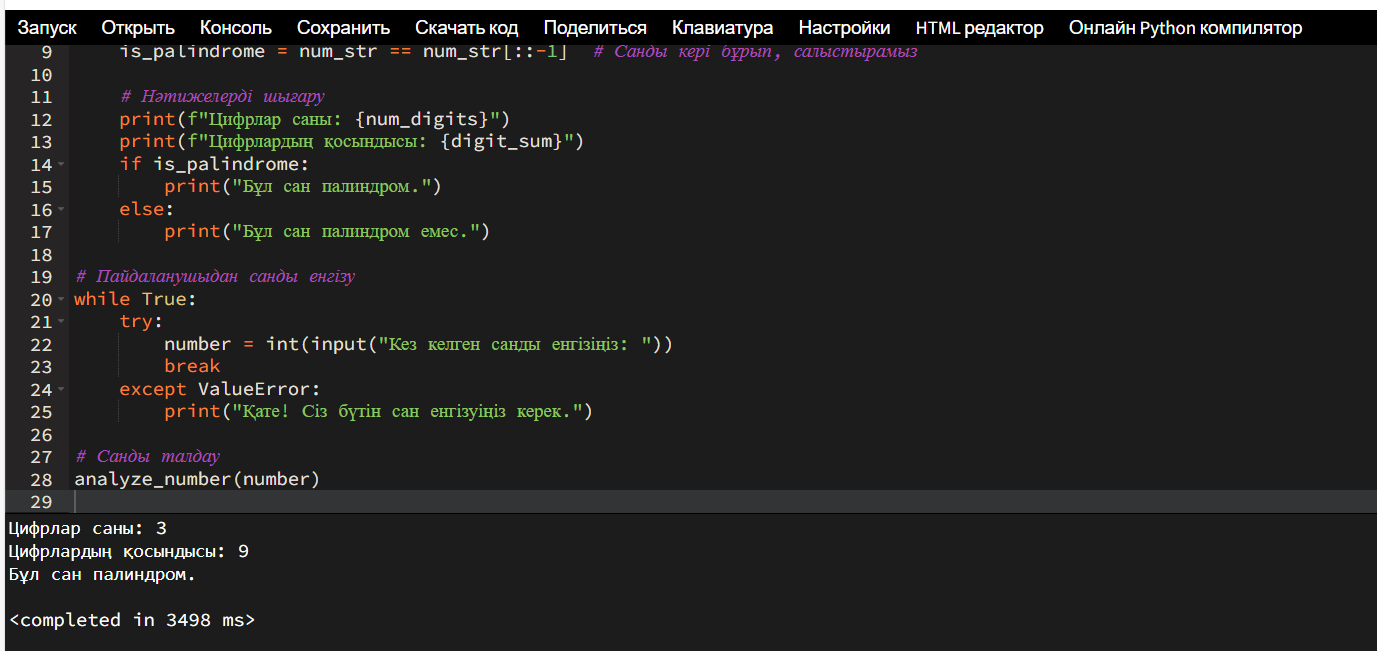 Запуск Открыть Консоль Сохранить Скачать код Поделиться Клавиатура Настройки HTML редактор Онлайн Python компилятор
9 is_palindrome = num_str == num_str[::-1] # Санды кері бұрып, салыстырамыз
10
11 # Нәтижелерді шығару
12 print(f"Цифрлар саны: {num_digits}")
13 print(f"Цифрлардың қосындысы: {digit_sum}")
14 if is_palindrome:
15 print("Бұл сан палиндром.")
16 else:
17 print("Бұл сан палиндром емес.")
18
19 # Пайдаланушыдан санды енгізу
20 while True:
21 try:
22 number = int(input("Кез келген санды енгізіңіз: "))
23 break
24 except ValueError:
25 print("Қате! Сіз бүтін сан енгізуіңіз керек.")
26
27 # Санды талдау
28 analyze_number(number)
29
Цифрлар саны: 3
Цифрлардың қосындысы: 9
Бұл сан палиндром.
<completed in 3498 ms>